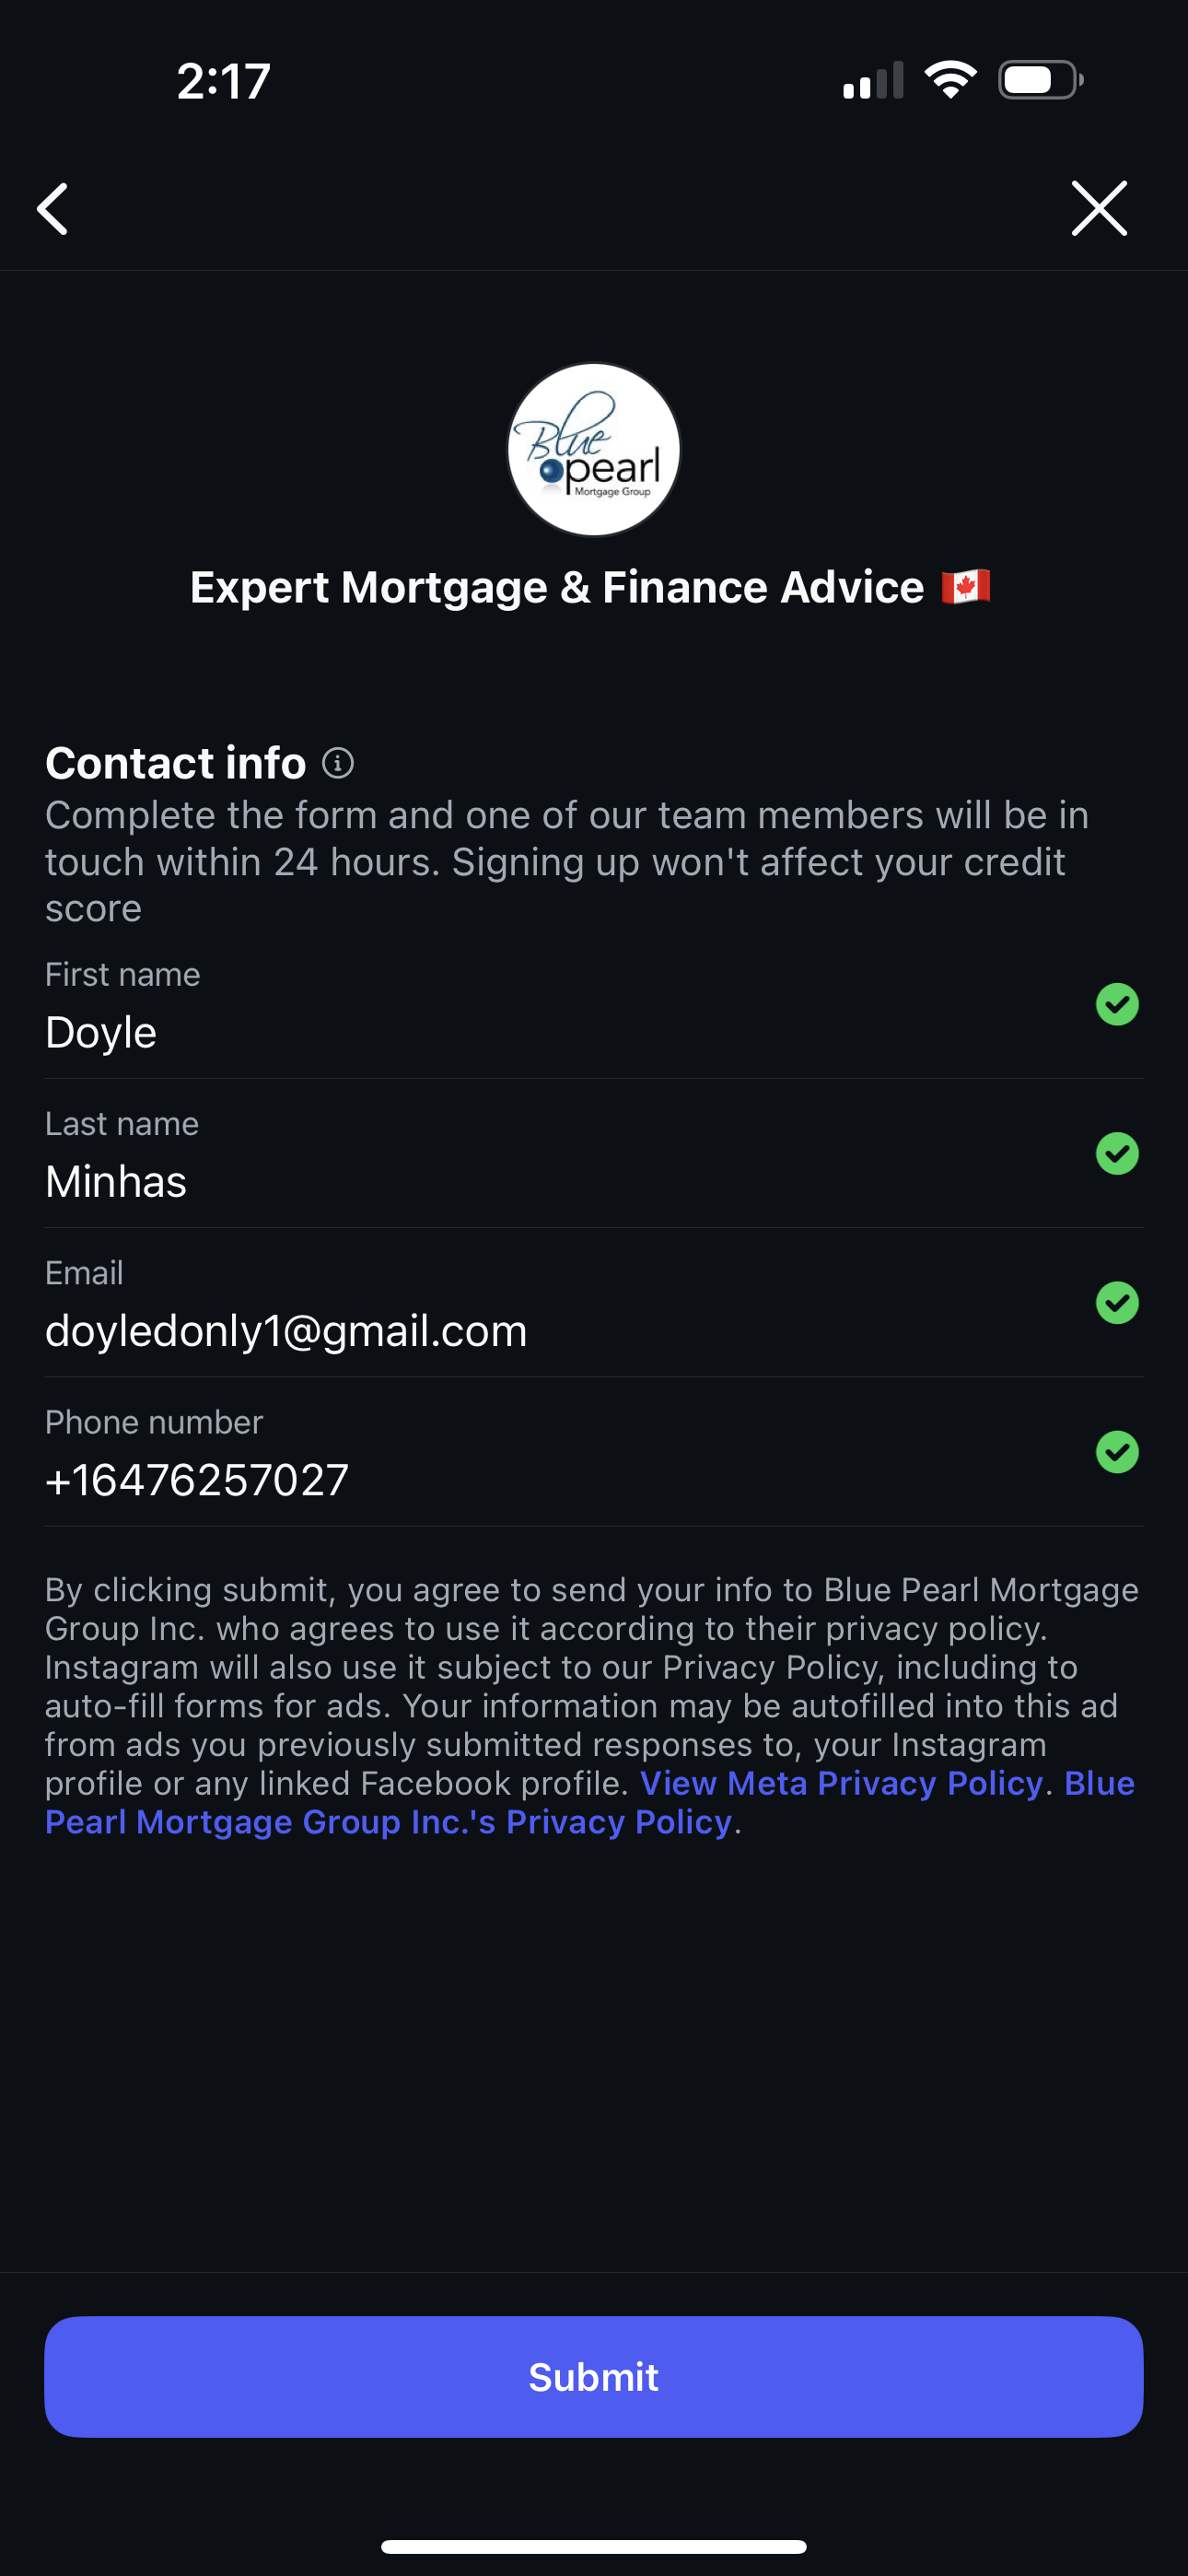 2:17
Blue
pearl
Mortgage Group
Expert Mortgage & Finance Advice 🇨🇦
Contact info
Complete the form and one of our team members will be in
touch within 24 hours. Signing up won't affect your credit
score
First name
Doyle
Last name
Minhas
Email
doyledonly1@gmail.com
Phone number
+16476257027
By clicking submit, you agree to send your info to Blue Pearl Mortgage
Group Inc. who agrees to use it according to their privacy policy.
Instagram will also use it subject to our Privacy Policy, including to
auto-fill forms for ads. Your information may be autofilled into this ad
from ads you previously submitted responses to, your Instagram
profile or any linked Facebook profile. View Meta Privacy Policy. Blue
Pearl Mortgage Group Inc.'s Privacy Policy.
Submit